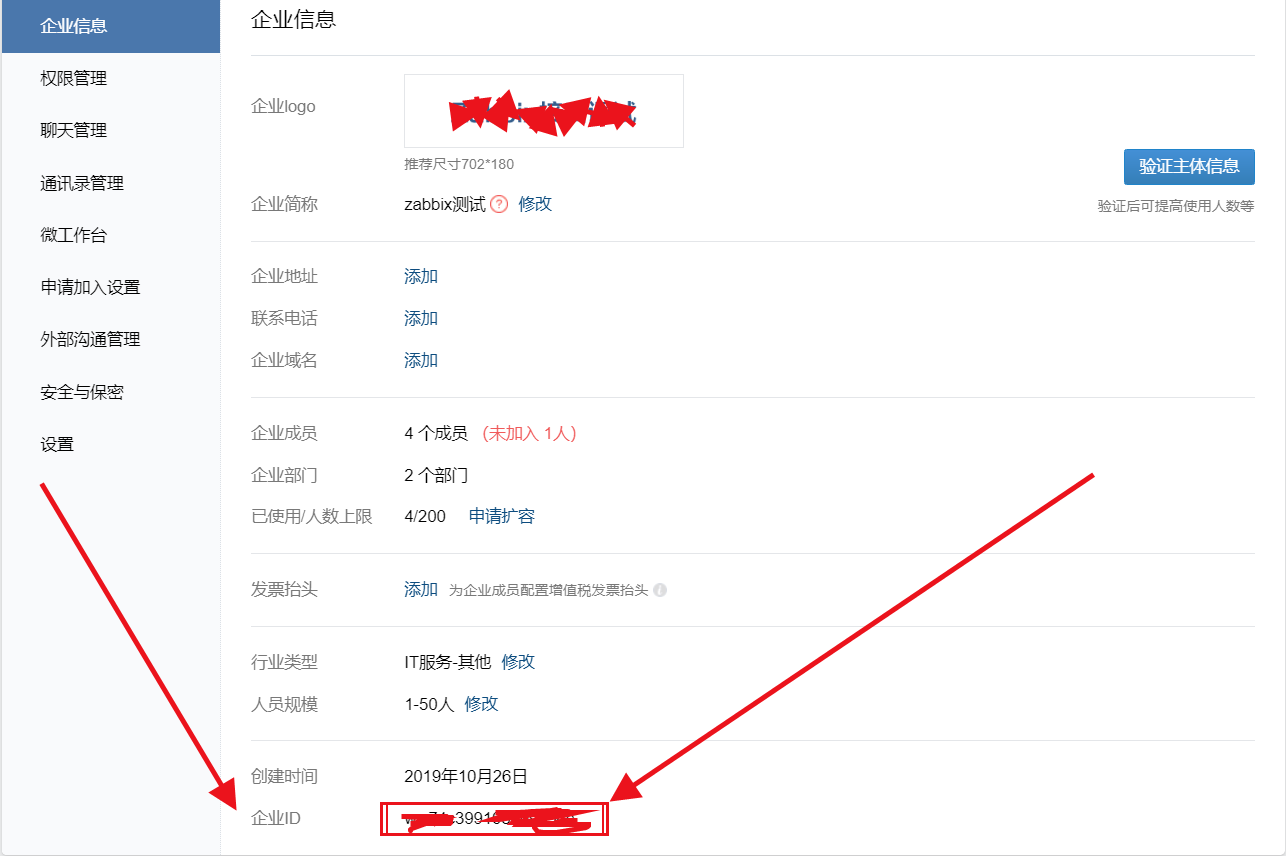 企业信息
权限管理
聊天管理
通讯录管理
微工作台
申请加入设置
外部沟通管理
安全与保密
设置
企业信息
企业logo
推荐尺寸702*180
验证主体信息
验证后可提高使用人数等
企业简称 zabbix测试 ? 修改
企业地址 添加
联系电话 添加
企业域名 添加
企业成员 4 个成员 (未加入 1人)
企业部门 2 个部门
已使用/人数上限 4/200 申请扩容
发票抬头 添加 为企业成员配置增值税发票抬头 i
行业类型 IT服务-其他 修改
人员规模 1-50人 修改
创建时间 2019年10月26日
企业ID